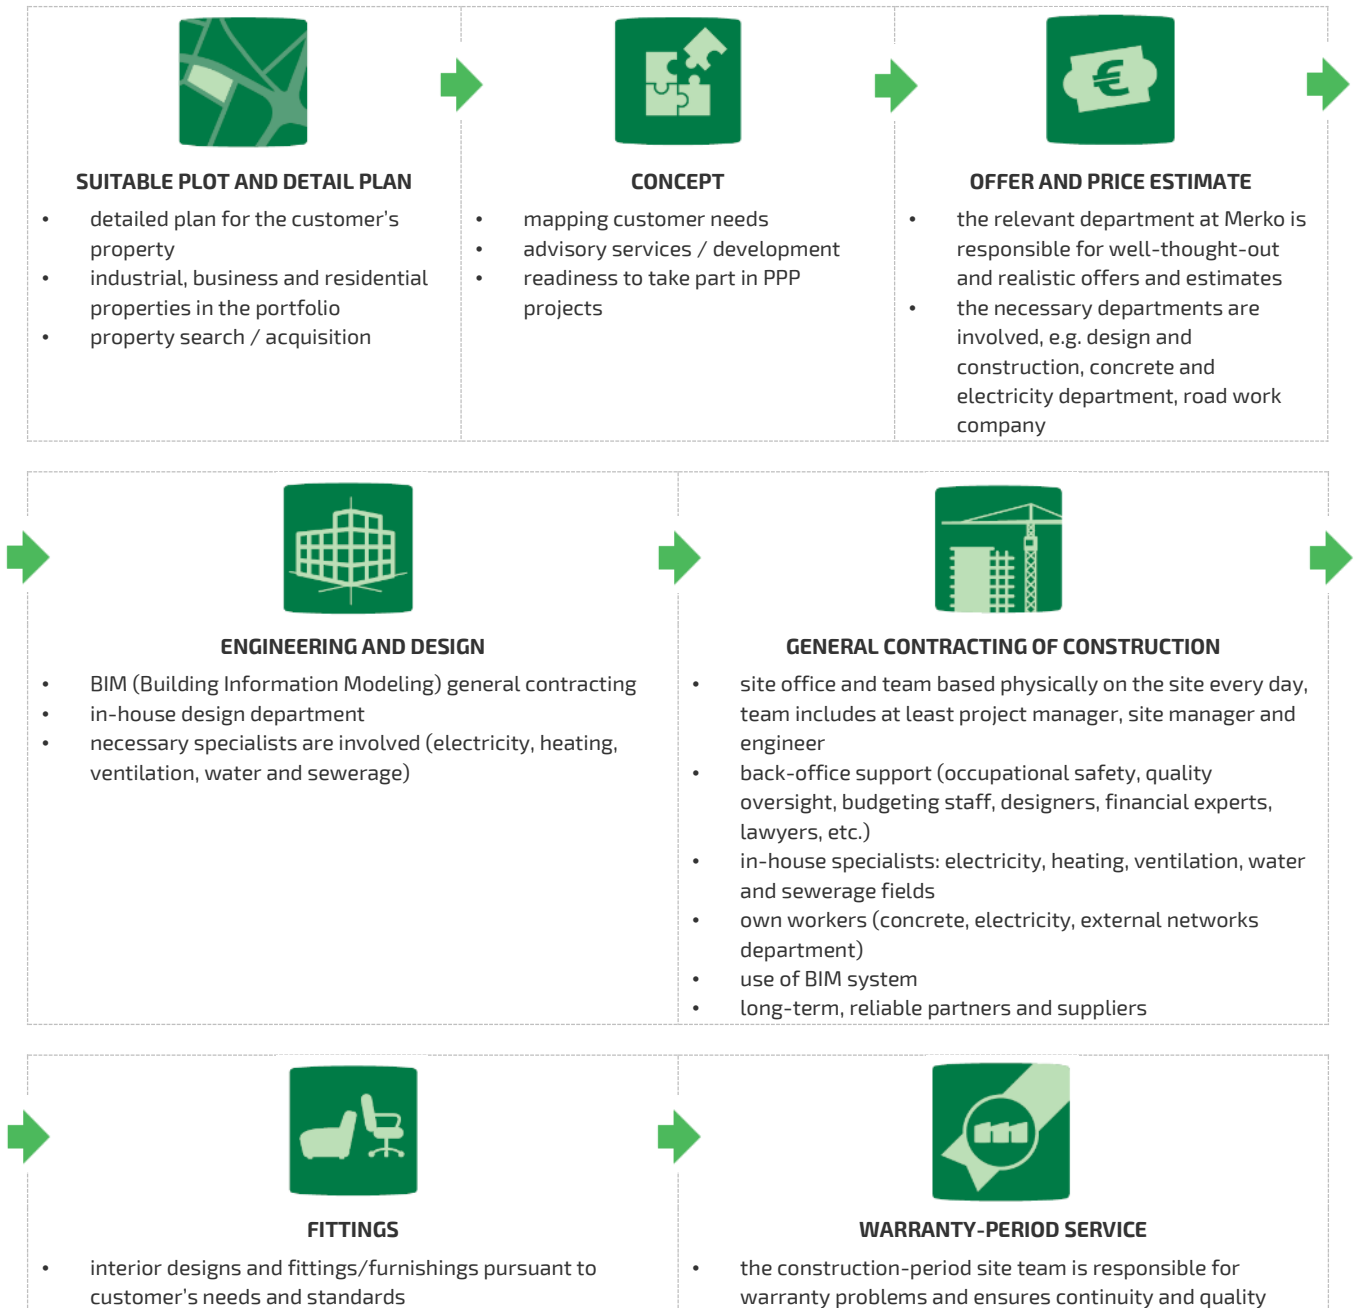 SUITABLE PLOT AND DETAIL PLAN
• detailed plan for the customer's
property
• industrial, business and residential
properties in the portfolio
• property search / acquisition
CONCEPT
• mapping customer needs
• advisory services / development
• readiness to take part in PPP
projects
€
OFFER AND PRICE ESTIMATE
• the relevant department at Merko is
responsible for well-thought-out
and realistic offers and estimates
• the necessary departments are
involved, e.g. design and
construction, concrete and
electricity department, road work
company
ENGINEERING AND DESIGN
• BIM (Building Information Modeling) general contracting
• in-house design department
• necessary specialists are involved (electricity, heating,
ventilation, water and sewerage)
GENERAL CONTRACTING OF CONSTRUCTION
• site office and team based physically on the site every day,
team includes at least project manager, site manager and
engineer
• back-office support (occupational safety, quality
oversight, budgeting staff, designers, financial experts,
lawyers, etc.)
• in-house specialists: electricity, heating, ventilation, water
and sewerage fields
• own workers (concrete, electricity, external networks
department)
• use of BIM system
• long-term, reliable partners and suppliers
FITTINGS
• interior designs and fittings/furnishings pursuant to
customer's needs and standards
WARRANTY-PERIOD SERVICE
• the construction-period site team is responsible for
warranty problems and ensures continuity and quality